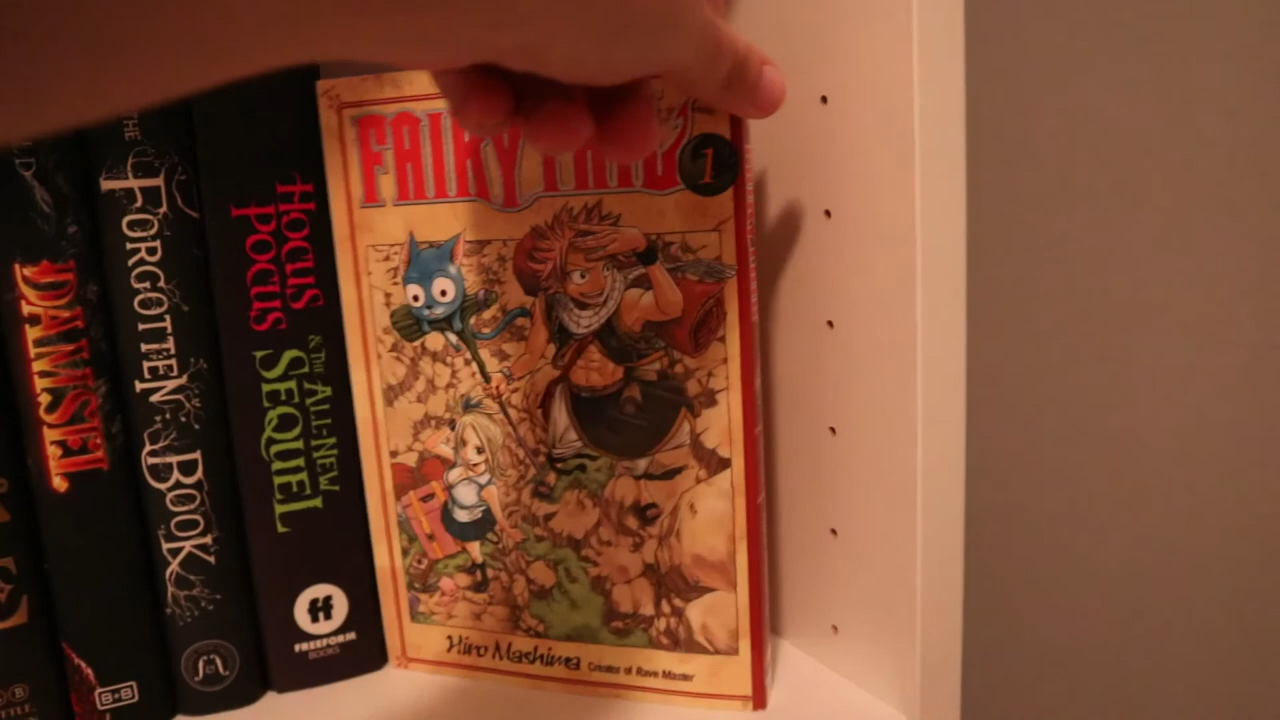 DAMSEL
B+B
THE
FORGOTTEN BOOK
HOCUS
POCUS
& THE ALL-NEW
SEQUEL
ff
FREEFORM
BOOKS
FAIRY TAIL
1
Hiro Mashima Creator of Rave Master